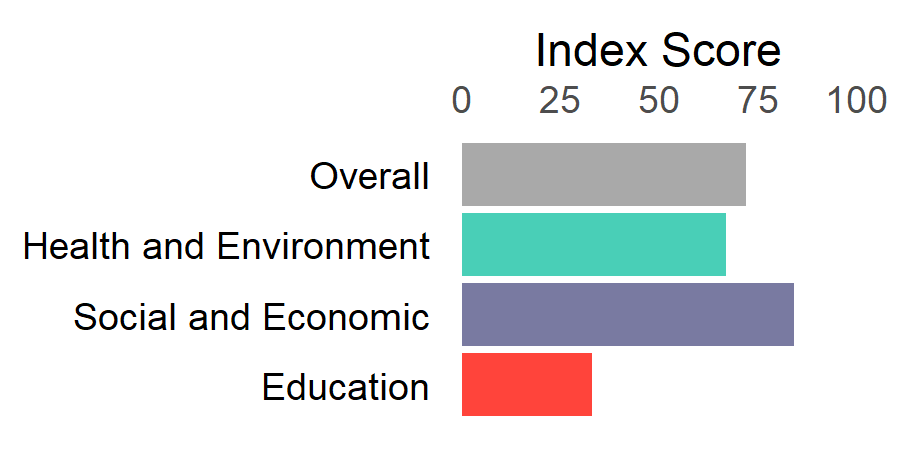 Index Score
0 25 50 75 100
Overall
Health and Environment
Social and Economic
Education